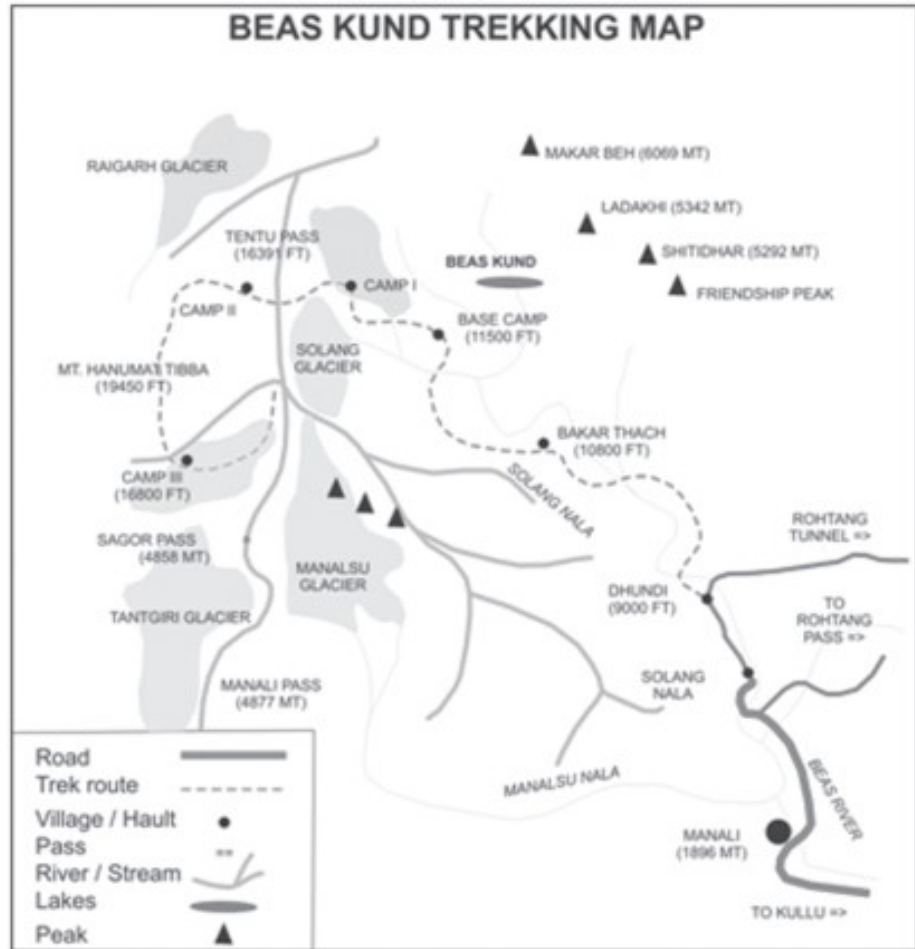 BEAS KUND TREKKING MAP
MAKAR BEH (6069 MT)
RAIGARH GLACIER
LADAKHI (5342 MT)
TENTU PASS
(16391 FT)
SHITIDHAR (5292 MT)
BEAS KUND
CAMP I
FRIENDSHIP PEAK
CAMP II
BASE CAMP
(11500 FT)
SOLANG
GLACIER
MT. HANUMAT TIBBA
(19450 FT)
BAKAR THACH
(10800 FT)
CAMP III
(16800 FT)
SOLANG NALA
SAGOR PASS
(4858 MT)
ROHTANG
TUNNEL =>
MANALSU
GLACIER
DHUNDI
(9000 FT)
TO
ROHTANG
PASS =>
TANTGIRI GLACIER
MANALI PASS
(4877 MT)
SOLANG
NALA
MANALSU NALA
BEAS RIVER
MANALI
(1896 MT)
TO KULLU =>
Road
Trek route
Village / Hault
Pass
River / Stream
Lakes
Peak